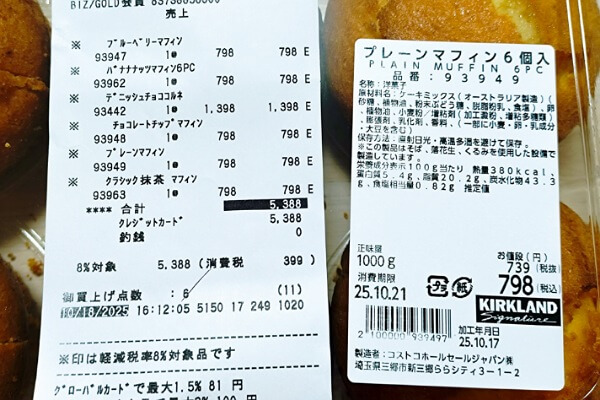 BIZ/GOLD会員 83738050000
売上
※ ブルーベリーマフィン
93947 1@ 798 798 E
※ バナナナッツマフィン6PC
93962 1@ 798 798 E
※ デニッシュチョココルネ
93442 1@ 1,398 1,398 E
※ チョコレートチップマフィン
93948 1@ 798 798 E
※ プレーンマフィン
93949 1@ 798 798 E
※ クラシック抹茶 マフィン
93963 1@ 798 798 E
**** 合計 5,388
クレジットカード 5,388
釣銭 0
8%対象 5,388 (消費税 399)
御買上げ点数 : 6 (11)
10/18/2025 16:12:05 5150 17 249 1020
※印は軽減税率8%対象品です
グローバルカードで最大1.5% 81 円
プレーンマフィン6個入
PLAIN MUFFIN 6PC
品番:93949
名称:洋菓子
原材料名:ケーキミックス(オーストラリア製造)(
砂糖、植物油、粉末ぶどう糖、脱脂粉乳、食塩)、卵
、植物油、小麦粉/増粘剤(加工澱粉、増粘多糖類)
、膨張剤、乳化剤、香料、(一部に小麦・卵・乳成分
・大豆を含む)
保存方法:直射日光・高温多湿を避けて保存。
※この製品はそば、落花生、くるみを使用した設備で
製造しています。
栄養成分表示100g当たり 熱量380kcal、
蛋白質5.4g、脂質20.2g、炭水化物43.3
g、食塩相当量0.82g 推定値
正味量
1000g
消費期限
25.10.21
プラ 紙
お値段(円)
739(税抜)
798(税込)
KIRKLAND
Signature
2100000939497
加工年月日
25.10.17
製造者:コストコホールセールジャパン㈱
埼玉県三郷市新三郷ららシティ3-1-2